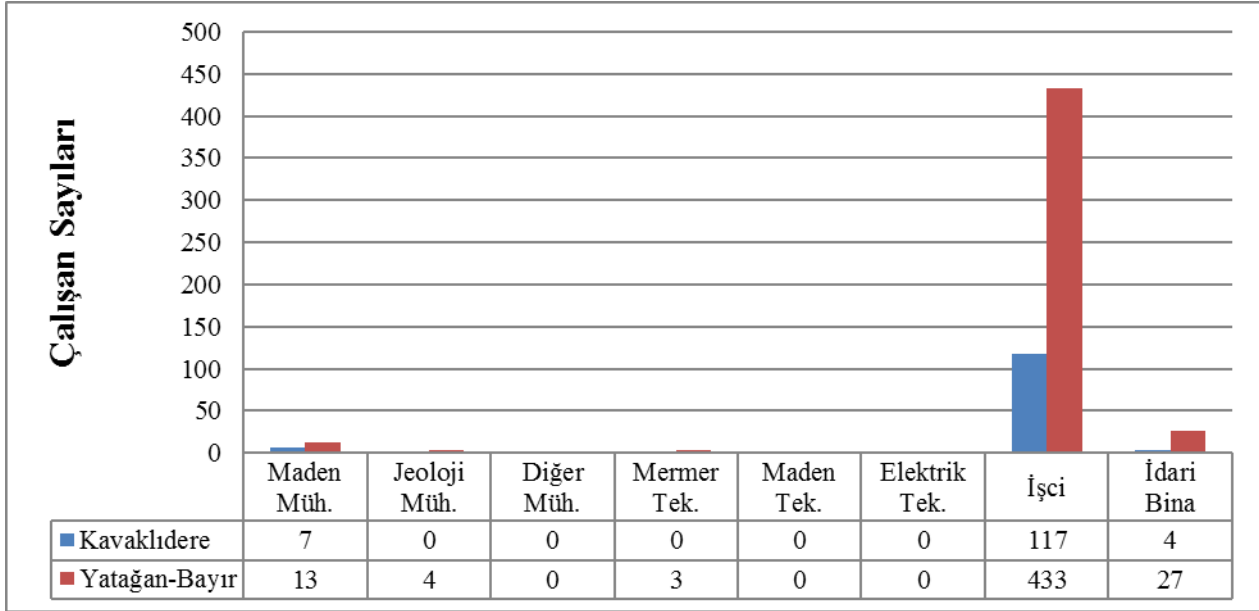 Çalışan Sayıları
500
450
400
350
300
250
200
150
100
50
0
Maden Müh. Jeoloji Müh. Diğer Müh. Mermer Tek. Maden Tek. Elektrik Tek. İşci İdari Bina
Kavaklıdere 7 0 0 0 0 0 117 4
Yatağan-Bayır 13 4 0 3 0 0 433 27